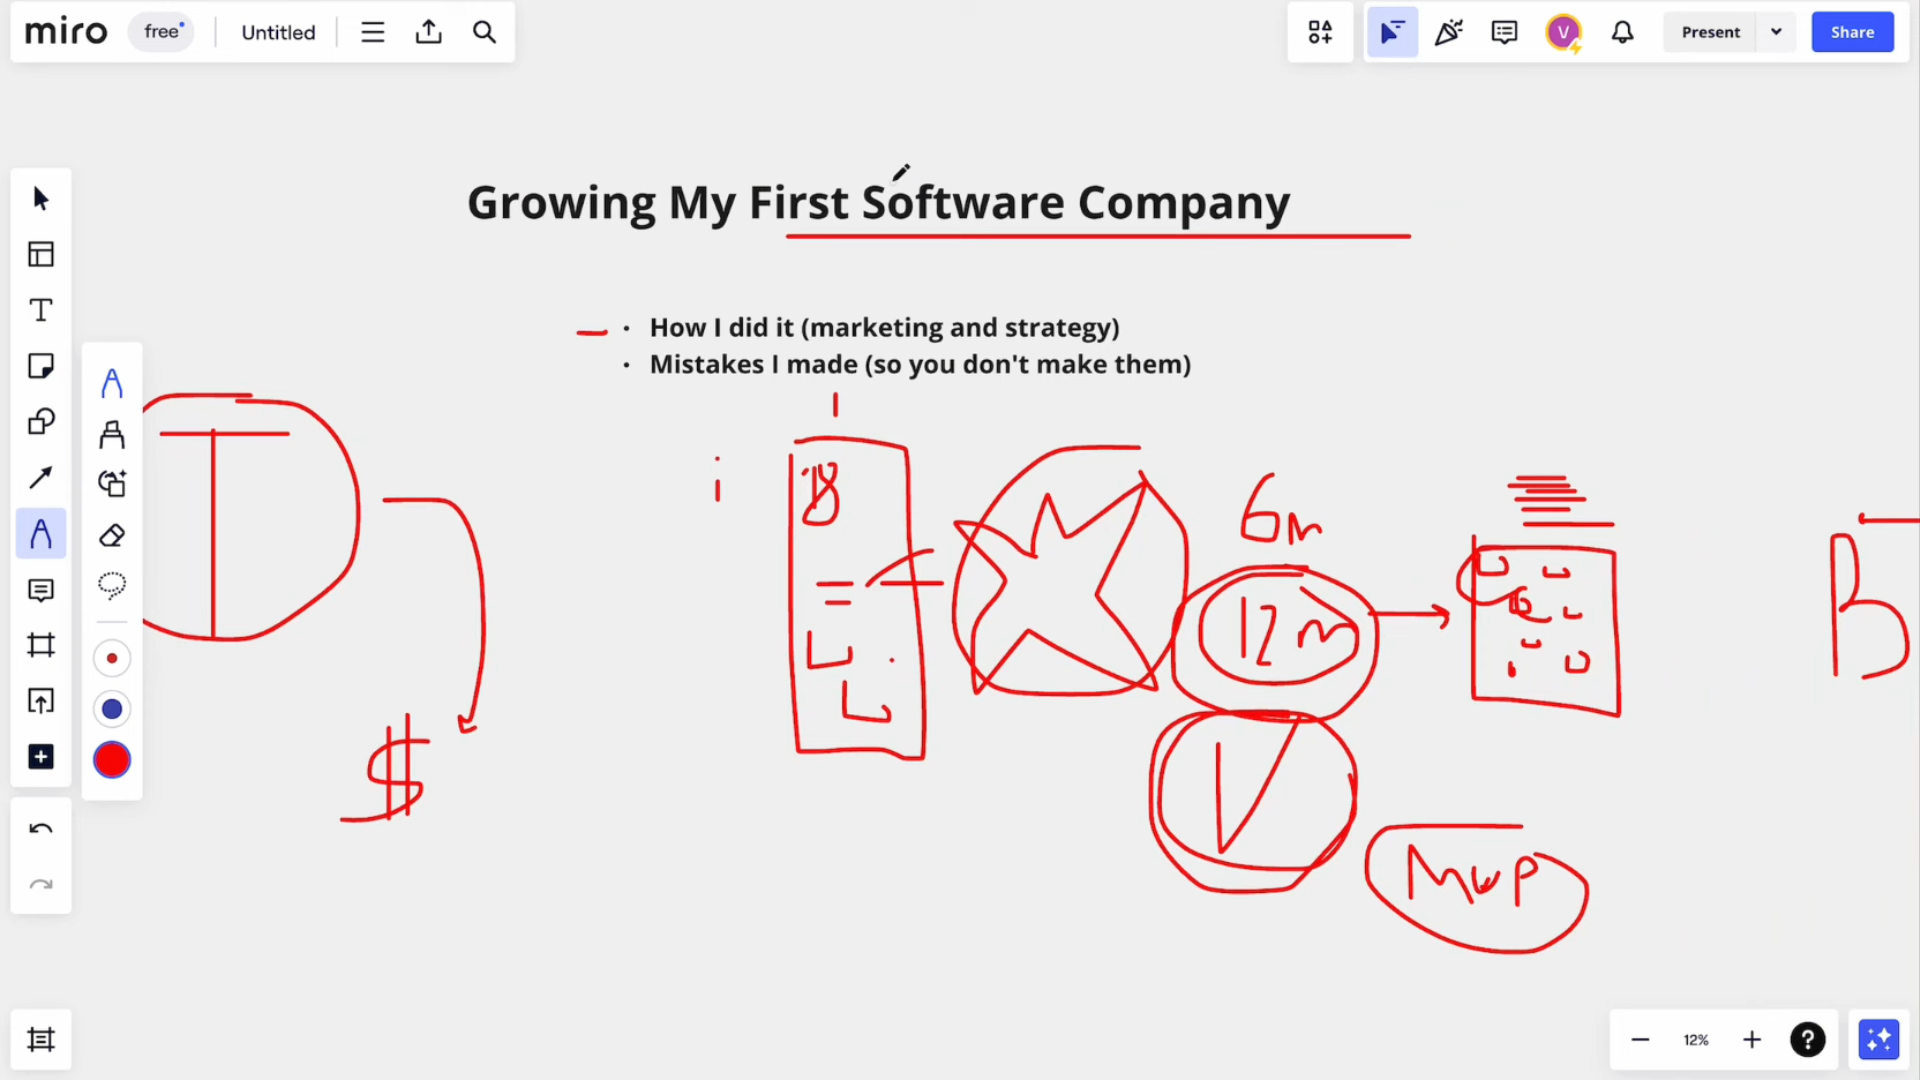 miro free Untitled Present Share
V
Growing My First Software Company
· How I did it (marketing and strategy)
· Mistakes I made (so you don't make them)
T
6m
12m
B
$
V
MVP
12%
?